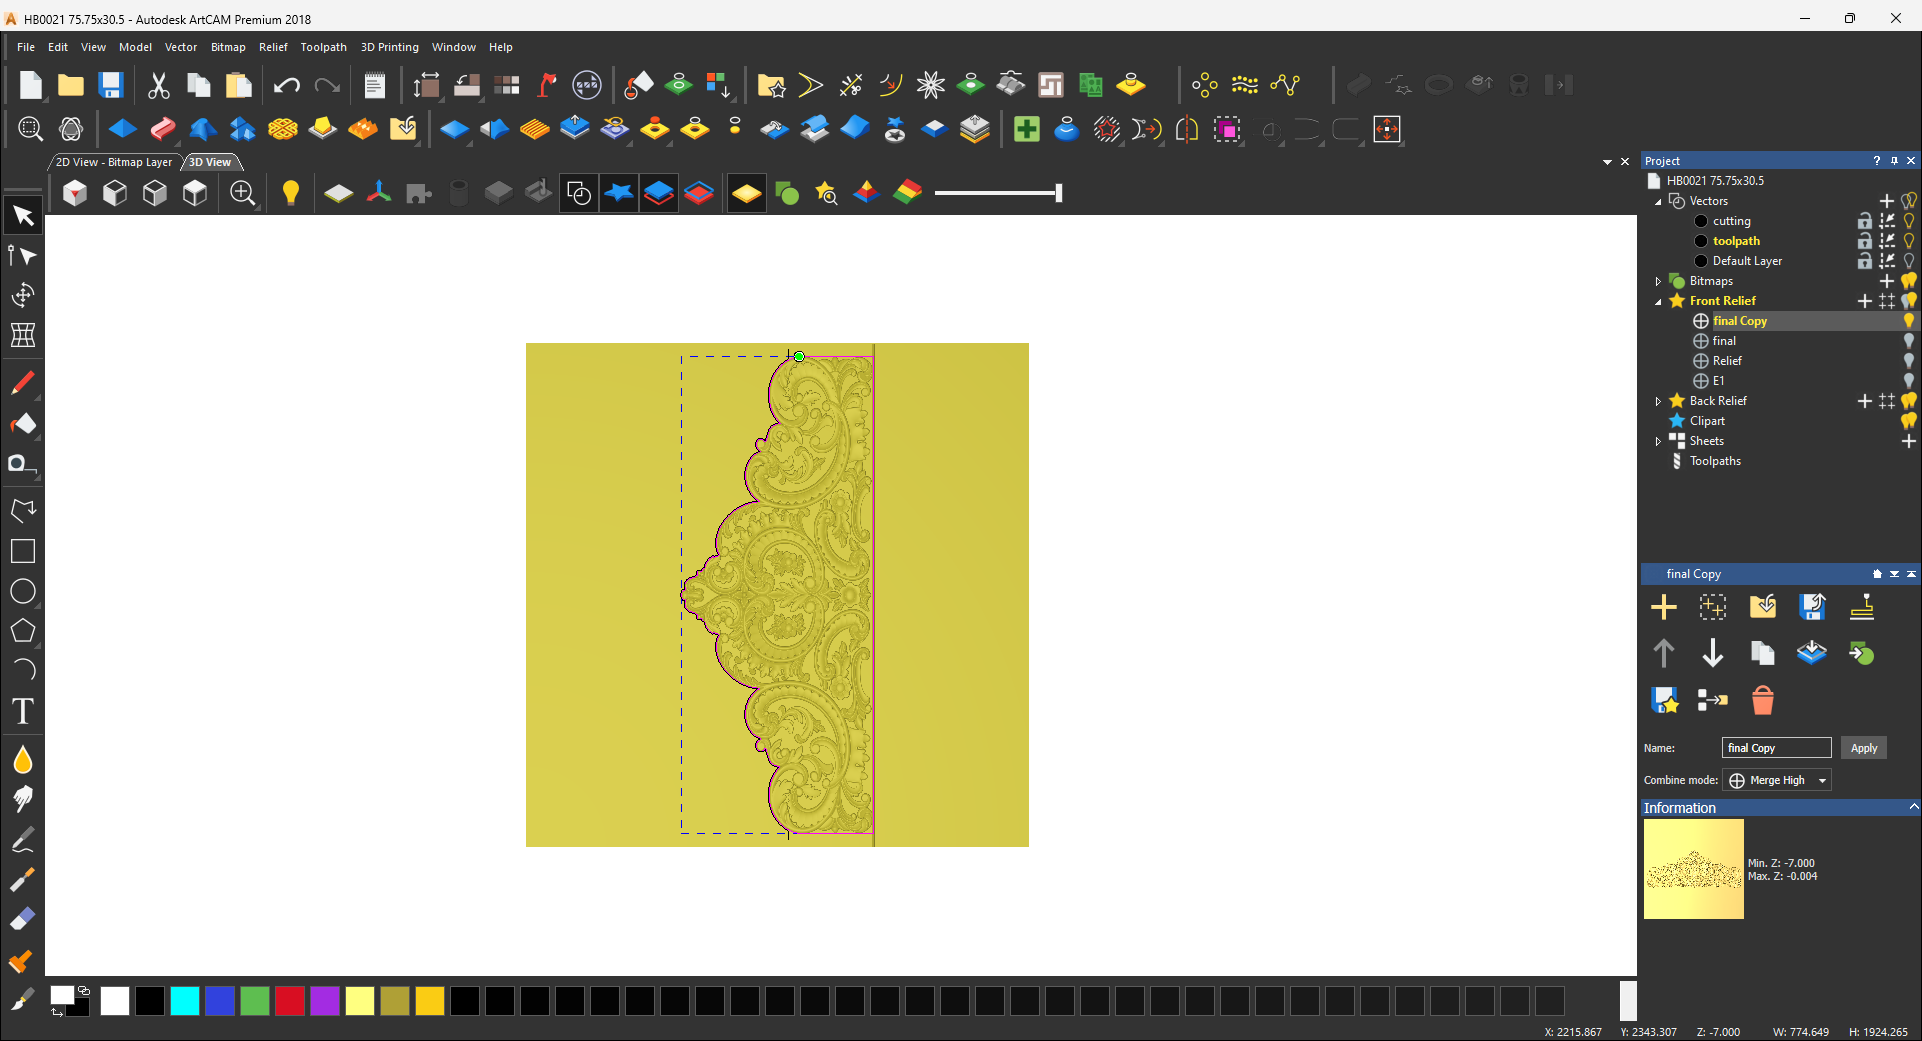 HB0021 75.75x30.5 - Autodesk ArtCAM Premium 2018
File Edit View Model Vector Bitmap Relief Toolpath 3D Printing Window Help
2D View - Bitmap Layer 3D View
Project
HB0021 75.75x30.5
Vectors
cutting
toolpath
Default Layer
Bitmaps
Front Relief
final Copy
final
Relief
E1
Back Relief
Clipart
Sheets
Toolpaths
final Copy
Name: final Copy Apply
Combine mode: Merge High
Information
Min. Z: -7.000
Max. Z: -0.004
X: 2215.867 Y: 2343.307 Z: -7.000 W: 774.649 H: 1924.265